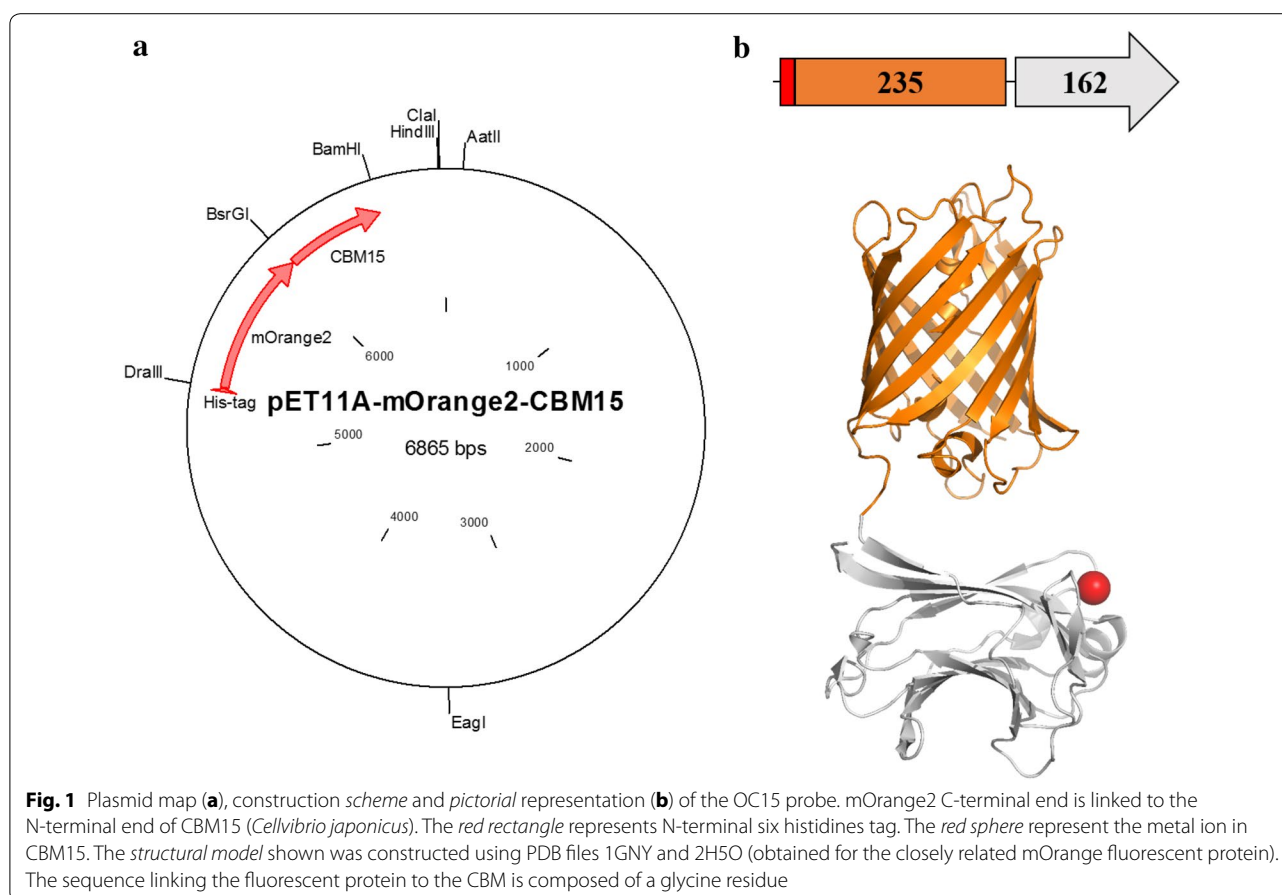 a
b
235
162
ClaI
HindIII
AatII
BamHI
BsrGI
CBM15
mOrange2
6000
1000
DraIII
His-tag
pET11A-mOrange2-CBM15
5000
6865 bps
2000
4000
3000
EagI
Fig. 1 Plasmid map (a), construction scheme and pictorial representation (b) of the OC15 probe. mOrange2 C-terminal end is linked to the
N-terminal end of CBM15 (Cellvibrio japonicus). The red rectangle represents N-terminal six histidines tag. The red sphere represent the metal ion in
CBM15. The structural model shown was constructed using PDB files 1GNY and 2H5O (obtained for the closely related mOrange fluorescent protein).
The sequence linking the fluorescent protein to the CBM is composed of a glycine residue